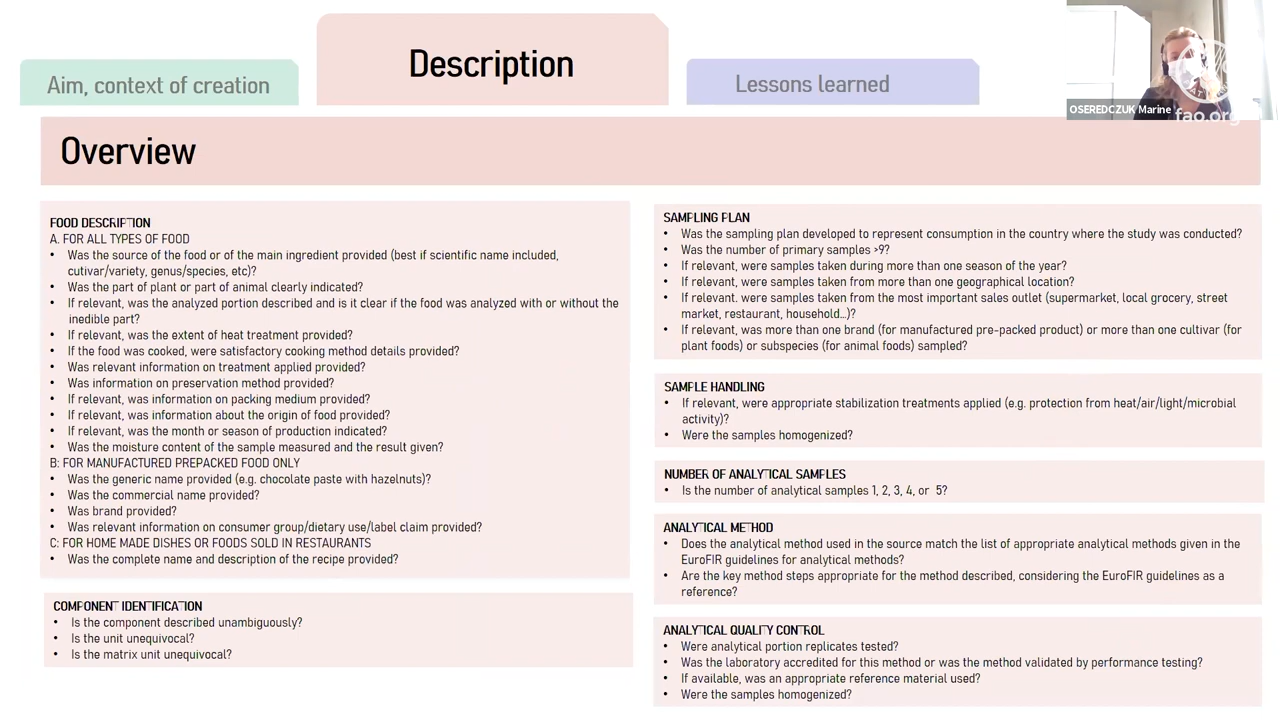 Aim, context of creation
Description
Lessons learned
OSEREDCZUK Marine
fao.org
Overview
FOOD DESCRIPTION
A. FOR ALL TYPES OF FOOD
• Was the source of the food or of the main ingredient provided (best if scientific name included,
cutivar/variety, genus/species, etc)?
• Was the part of plant or part of animal clearly indicated?
• If relevant, was the analyzed portion described and is it clear if the food was analyzed with or without the
inedible part?
• If relevant, was the extent of heat treatment provided?
• If the food was cooked, were satisfactory cooking method details provided?
• Was relevant information on treatment applied provided?
• Was information on preservation method provided?
• If relevant, was information on packing medium provided?
• If relevant, was information about the origin of food provided?
• If relevant, was the month or season of production indicated?
• Was the moisture content of the sample measured and the result given?
B: FOR MANUFACTURED PREPACKED FOOD ONLY
• Was the generic name provided (e.g. chocolate paste with hazelnuts)?
• Was the commercial name provided?
• Was brand provided?
• Was relevant information on consumer group/dietary use/label claim provided?
C: FOR HOME MADE DISHES OR FOODS SOLD IN RESTAURANTS
• Was the complete name and description of the recipe provided?
COMPONENT IDENTIFICATION
• Is the component described unambiguously?
• Is the unit unequivocal?
• Is the matrix unit unequivocal?
SAMPLING PLAN
• Was the sampling plan developed to represent consumption in the country where the study was conducted?
• Was the number of primary samples >9?
• If relevant, were samples taken during more than one season of the year?
• If relevant, were samples taken from more than one geographical location?
• If relevant. were samples taken from the most important sales outlet (supermarket, local grocery, street
market, restaurant, household...)?
• If relevant, was more than one brand (for manufactured pre-packed product) or more than one cultivar (for
plant foods) or subspecies (for animal foods) sampled?
SAMPLE HANDLING
• If relevant, were appropriate stabilization treatments applied (e.g. protection from heat/air/light/microbial
activity)?
• Were the samples homogenized?
NUMBER OF ANALYTICAL SAMPLES
• Is the number of analytical samples 1, 2, 3, 4, or 5?
ANALYTICAL METHOD
• Does the analytical method used in the source match the list of appropriate analytical methods given in the
EuroFIR guidelines for analytical methods?
• Are the key method steps appropriate for the method described, considering the EuroFIR guidelines as a
reference?
ANALYTICAL QUALITY CONTROL
• Were analytical portion replicates tested?
• Was the laboratory accredited for this method or was the method validated by performance testing?
• If available, was an appropriate reference material used?
• Were the samples homogenized?